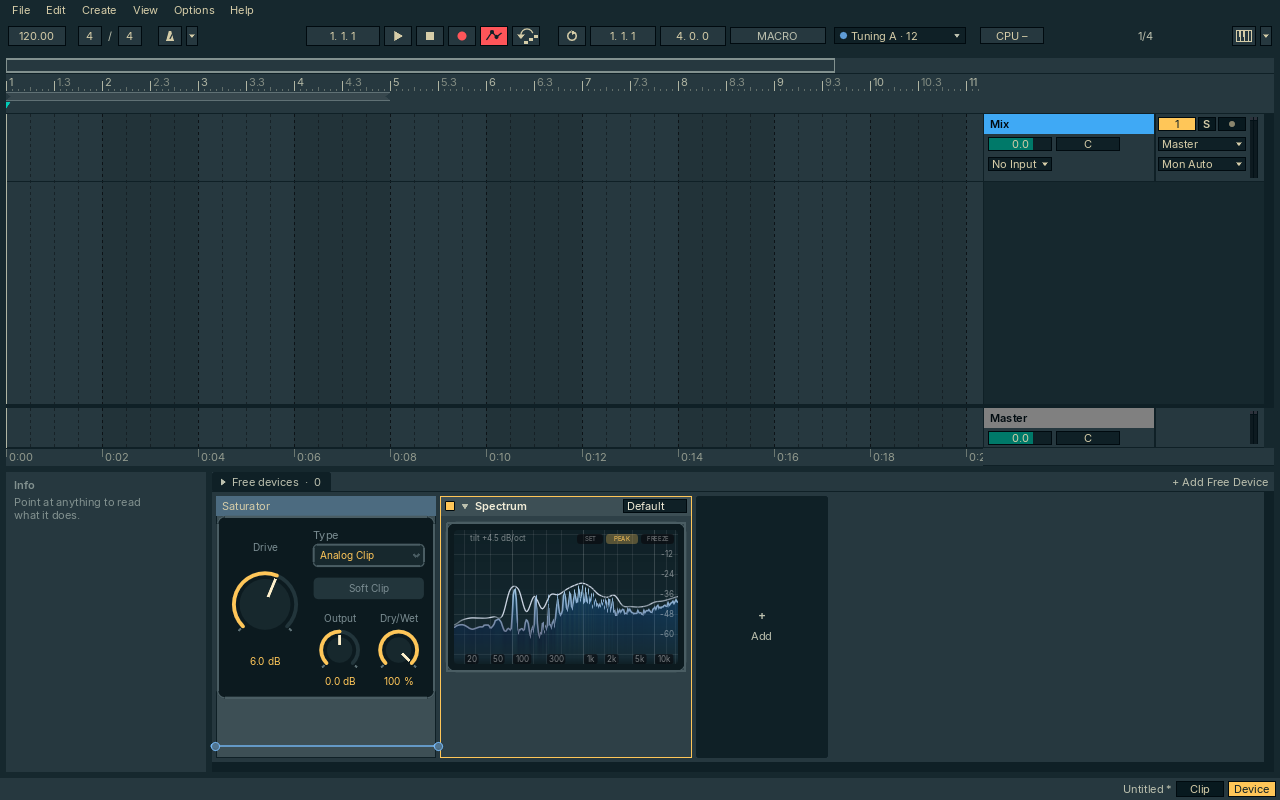 File Edit Create View Options Help
120.00 4 / 4 1. 1. 1 1. 1. 1 4. 0. 0 MACRO Tuning A · 12 CPU – 1/4
1 1.3 2 2.3 3 3.3 4 4.3 5 5.3 6 6.3 7 7.3 8 8.3 9 9.3 10 10.3 11
Mix 1 S
0.0 C Master
No Input Mon Auto
Master
0.0 C
0:00 0:02 0:04 0:06 0:08 0:10 0:12 0:14 0:16 0:18 0:2
Info
Point at anything to read
what it does.
Free devices · 0 + Add Free Device
Saturator
Drive
6.0 dB
Type
Analog Clip
Soft Clip
Output Dry/Wet
0.0 dB 100 %
Spectrum Default
tilt +4.5 dB/oct SET PEAK FREEZE
-12
-24
-36
-48
-60
20 50 100 300 1k 2k 5k 10k
+
Add
Untitled * Clip Device